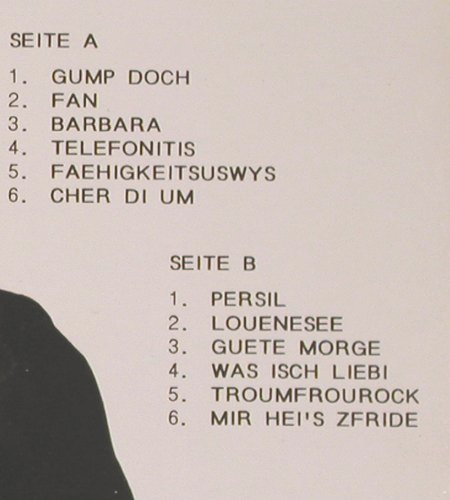 SEITE A
1. GUMP DOCH
2. FAN
3. BARBARA
4. TELEFONITIS
5. FAEHIGKEITSUSWYS
6. CHER DI UM
SEITE B
1. PERSIL
2. LOUENESEE
3. GUETE MORGE
4. WAS ISCH LIEBI
5. TROUMFROUROCK
6. MIR HEI'S ZFRIDE